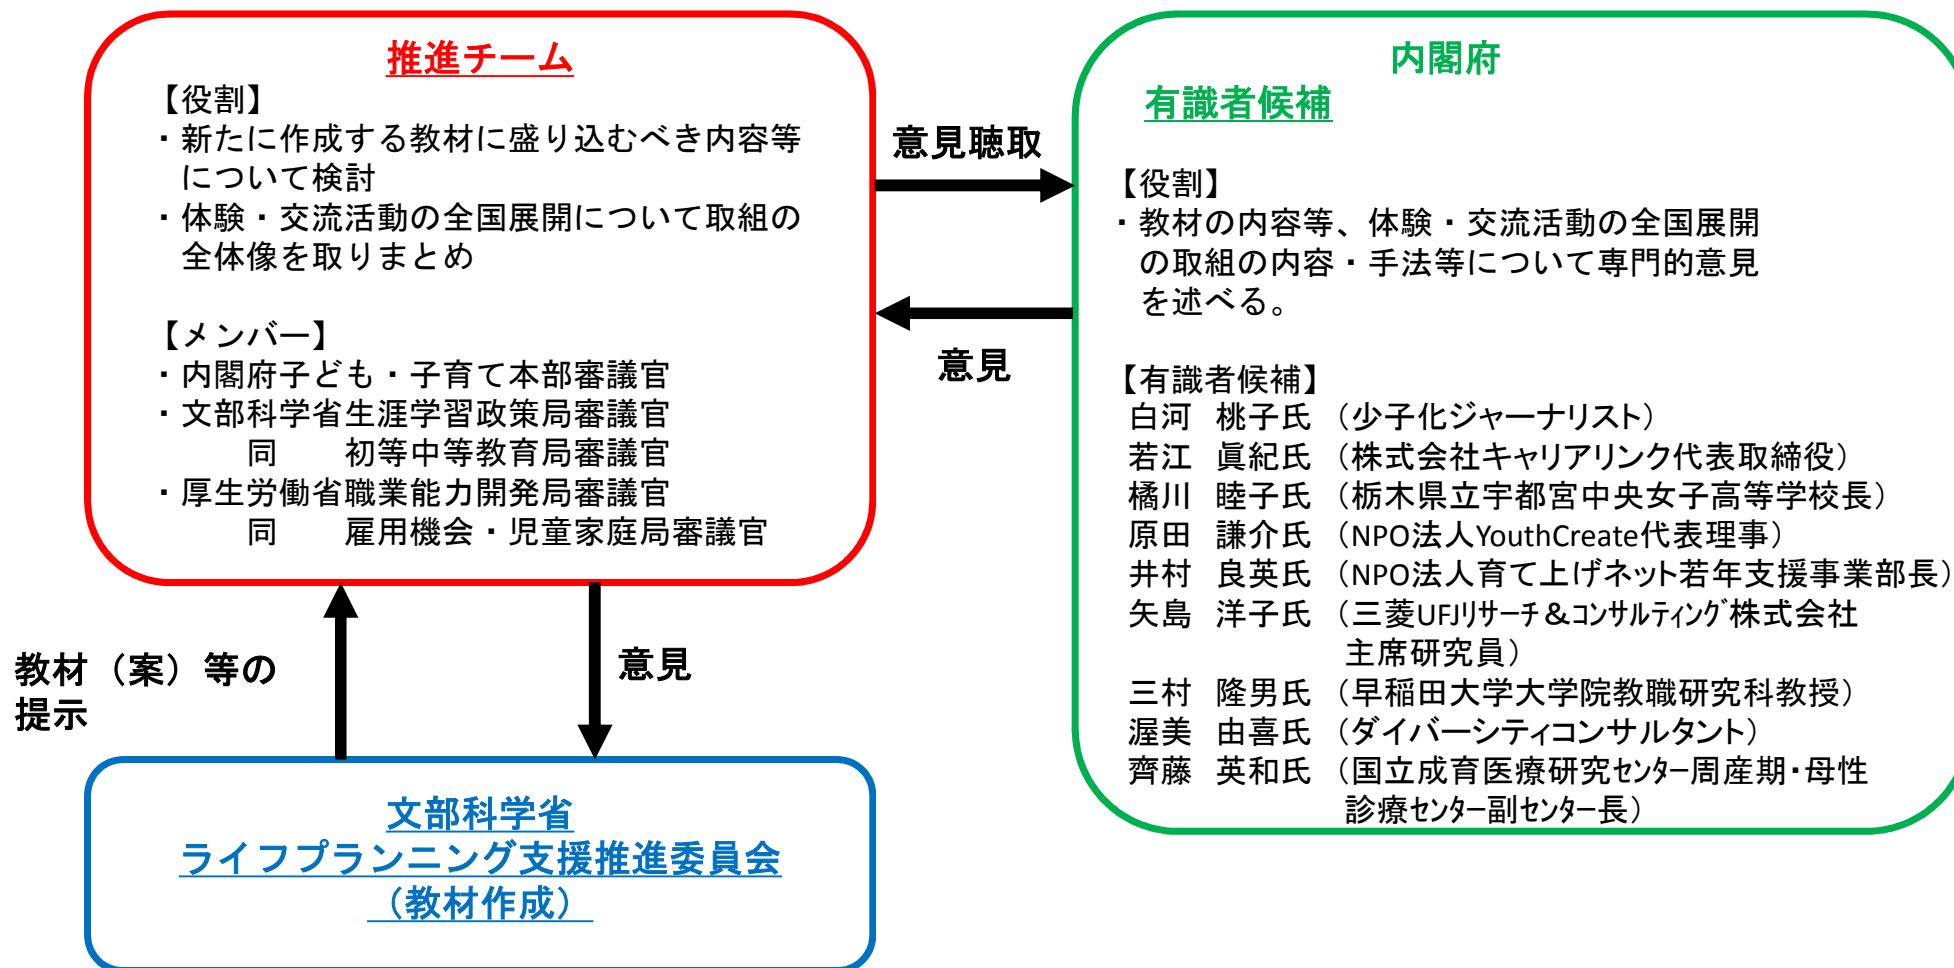 推進チーム
【役割】
・新たに作成する教材に盛り込むべき内容等
について検討
・体験・交流活動の全国展開について取組の
全体像を取りまとめ
【メンバー】
・内閣府子ども・子育て本部審議官
・文部科学省生涯学習政策局審議官
同　　初等中等教育局審議官
・厚生労働省職業能力開発局審議官
同　　雇用機会・児童家庭局審議官
意見聴取
意見
内閣府
有識者候補
【役割】
・教材の内容等、体験・交流活動の全国展開
の取組の内容・手法等について専門的意見
を述べる。
【有識者候補】
白河　桃子氏　（少子化ジャーナリスト）
若江　眞紀氏　（株式会社キャリアリンク代表取締役）
橘川　睦子氏　（栃木県立宇都宮中央女子高等学校長）
原田　謙介氏　（NPO法人YouthCreate代表理事）
井村　良英氏　（NPO法人育て上げネット若年支援事業部長）
矢島　洋子氏　（三菱UFJリサーチ＆コンサルティング株式会社
主席研究員）
三村　隆男氏　（早稲田大学大学院教職研究科教授）
渥美　由喜氏　（ダイバーシティコンサルタント）
齊藤　英和氏　（国立成育医療研究センター周産期・母性
診療センター副センター長）
教材（案）等の
提示
意見
文部科学省
ライフプランニング支援推進委員会
（教材作成）